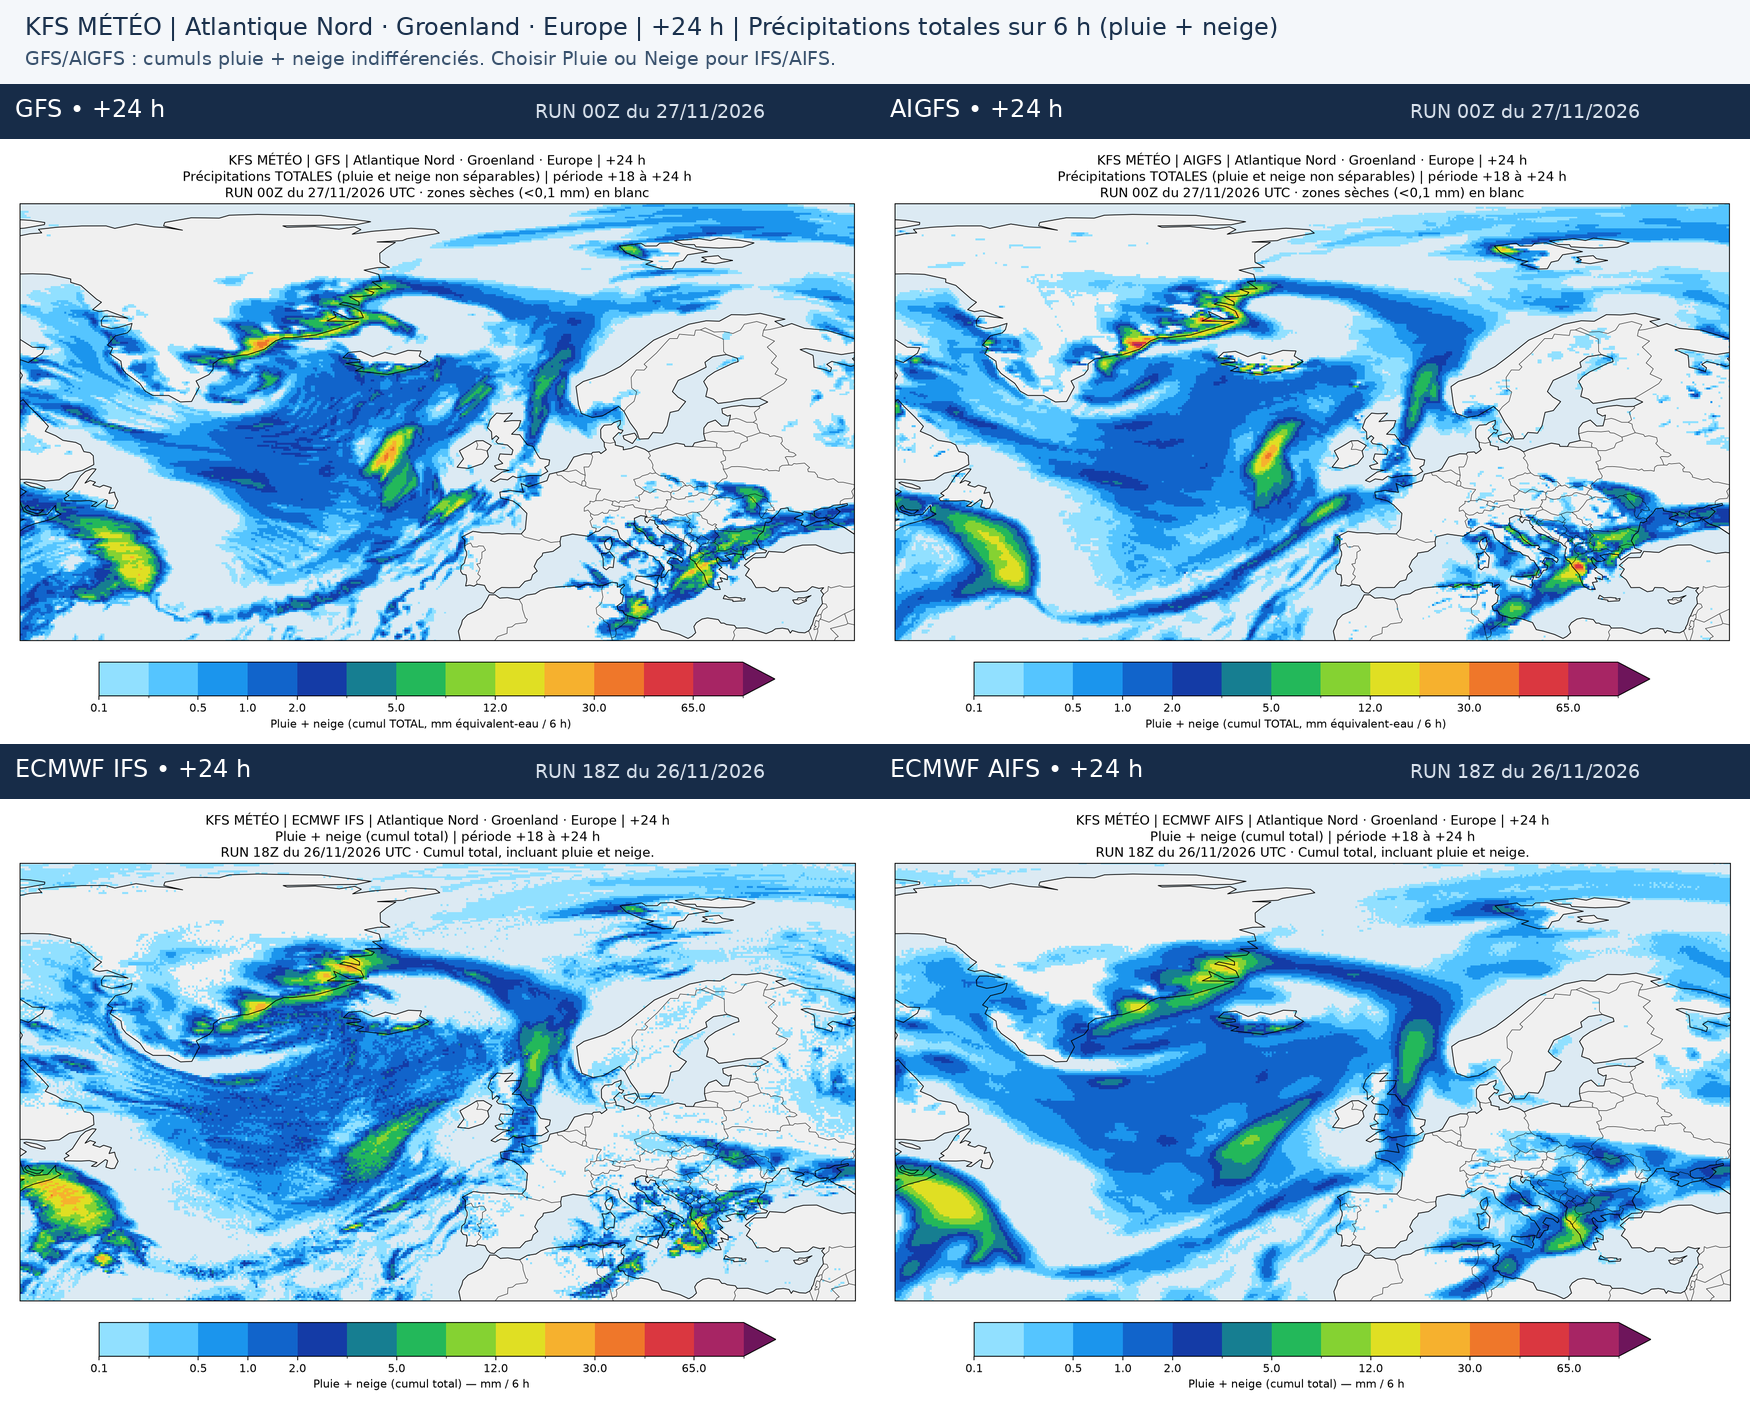 KFS MÉTÉO | Atlantique Nord · Groenland · Europe | +24 h | Précipitations totales sur 6 h (pluie + neige)
GFS/AIGFS : cumuls pluie + neige indifférenciés. Choisir Pluie ou Neige pour IFS/AIFS.
GFS • +24 h
RUN 00Z du 27/11/2026
AIGFS • +24 h
RUN 00Z du 27/11/2026
KFS MÉTÉO | GFS | Atlantique Nord · Groenland · Europe | +24 h
Précipitations TOTALES (pluie et neige non séparables) | période +18 à +24 h
RUN 00Z du 27/11/2026 UTC · zones sèches (<0,1 mm) en blanc
KFS MÉTÉO | AIGFS | Atlantique Nord · Groenland · Europe | +24 h
Précipitations TOTALES (pluie et neige non séparables) | période +18 à +24 h
RUN 00Z du 27/11/2026 UTC · zones sèches (<0,1 mm) en blanc
0.1 0.5 1.0 2.0 5.0 12.0 30.0 65.0
Pluie + neige (cumul TOTAL, mm équivalent-eau / 6 h)
0.1 0.5 1.0 2.0 5.0 12.0 30.0 65.0
Pluie + neige (cumul TOTAL, mm équivalent-eau / 6 h)
ECMWF IFS • +24 h
RUN 18Z du 26/11/2026
ECMWF AIFS • +24 h
RUN 18Z du 26/11/2026
KFS MÉTÉO | ECMWF IFS | Atlantique Nord · Groenland · Europe | +24 h
Pluie + neige (cumul total) | période +18 à +24 h
RUN 18Z du 26/11/2026 UTC · Cumul total, incluant pluie et neige.
KFS MÉTÉO | ECMWF AIFS | Atlantique Nord · Groenland · Europe | +24 h
Pluie + neige (cumul total) | période +18 à +24 h
RUN 18Z du 26/11/2026 UTC · Cumul total, incluant pluie et neige.
0.1 0.5 1.0 2.0 5.0 12.0 30.0 65.0
Pluie + neige (cumul total) — mm / 6 h
0.1 0.5 1.0 2.0 5.0 12.0 30.0 65.0
Pluie + neige (cumul total) — mm / 6 h